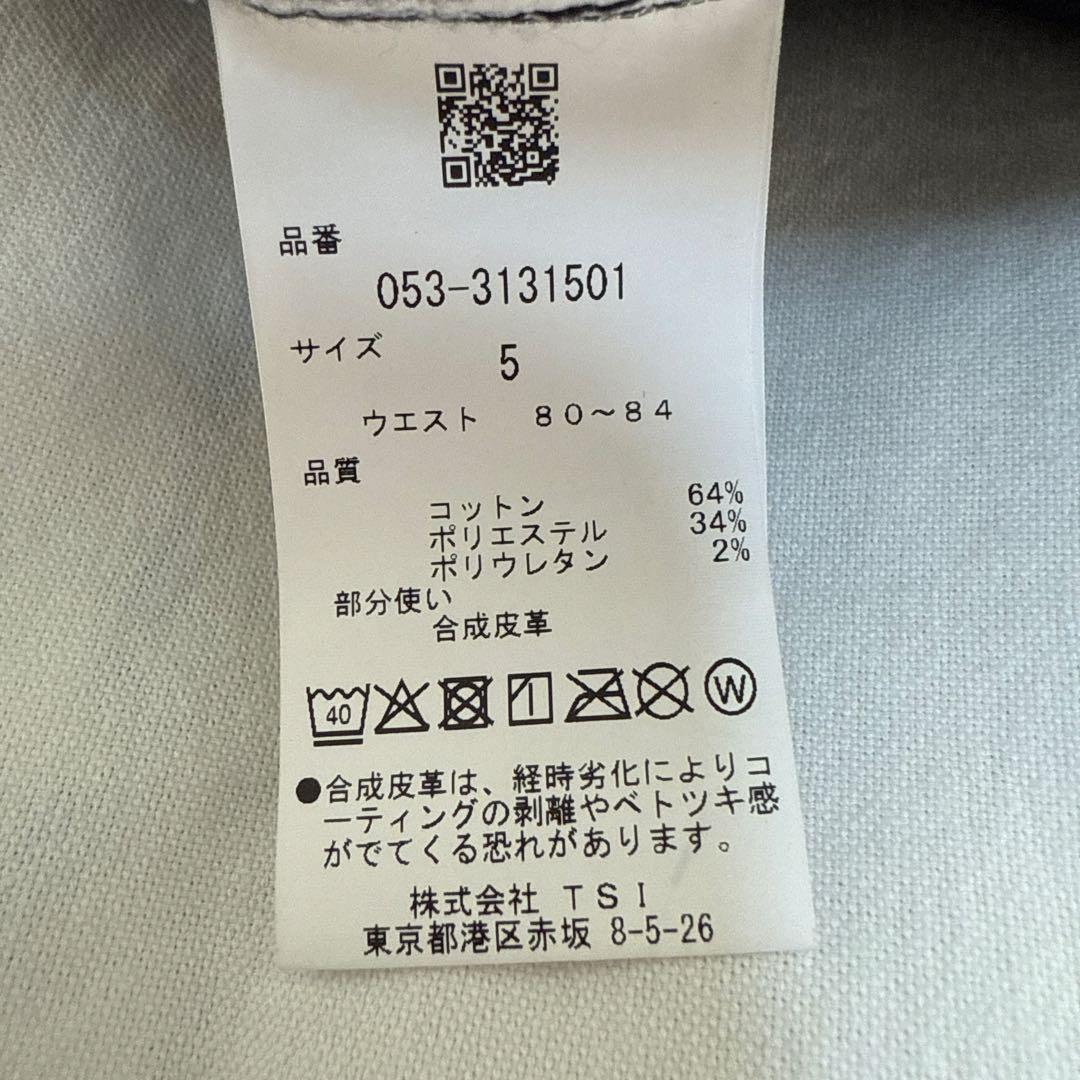 品番
053-3131501
サイズ 5
ウエスト 80～84
品質
コットン 64%
ポリエステル 34%
ポリウレタン 2%
部分使い
合成皮革
40 W
●合成皮革は、経時劣化によりコ
ーティングの剥離やベトツキ感
がでてくる恐れがあります。
株式会社 TSI
東京都港区赤坂 8-5-26